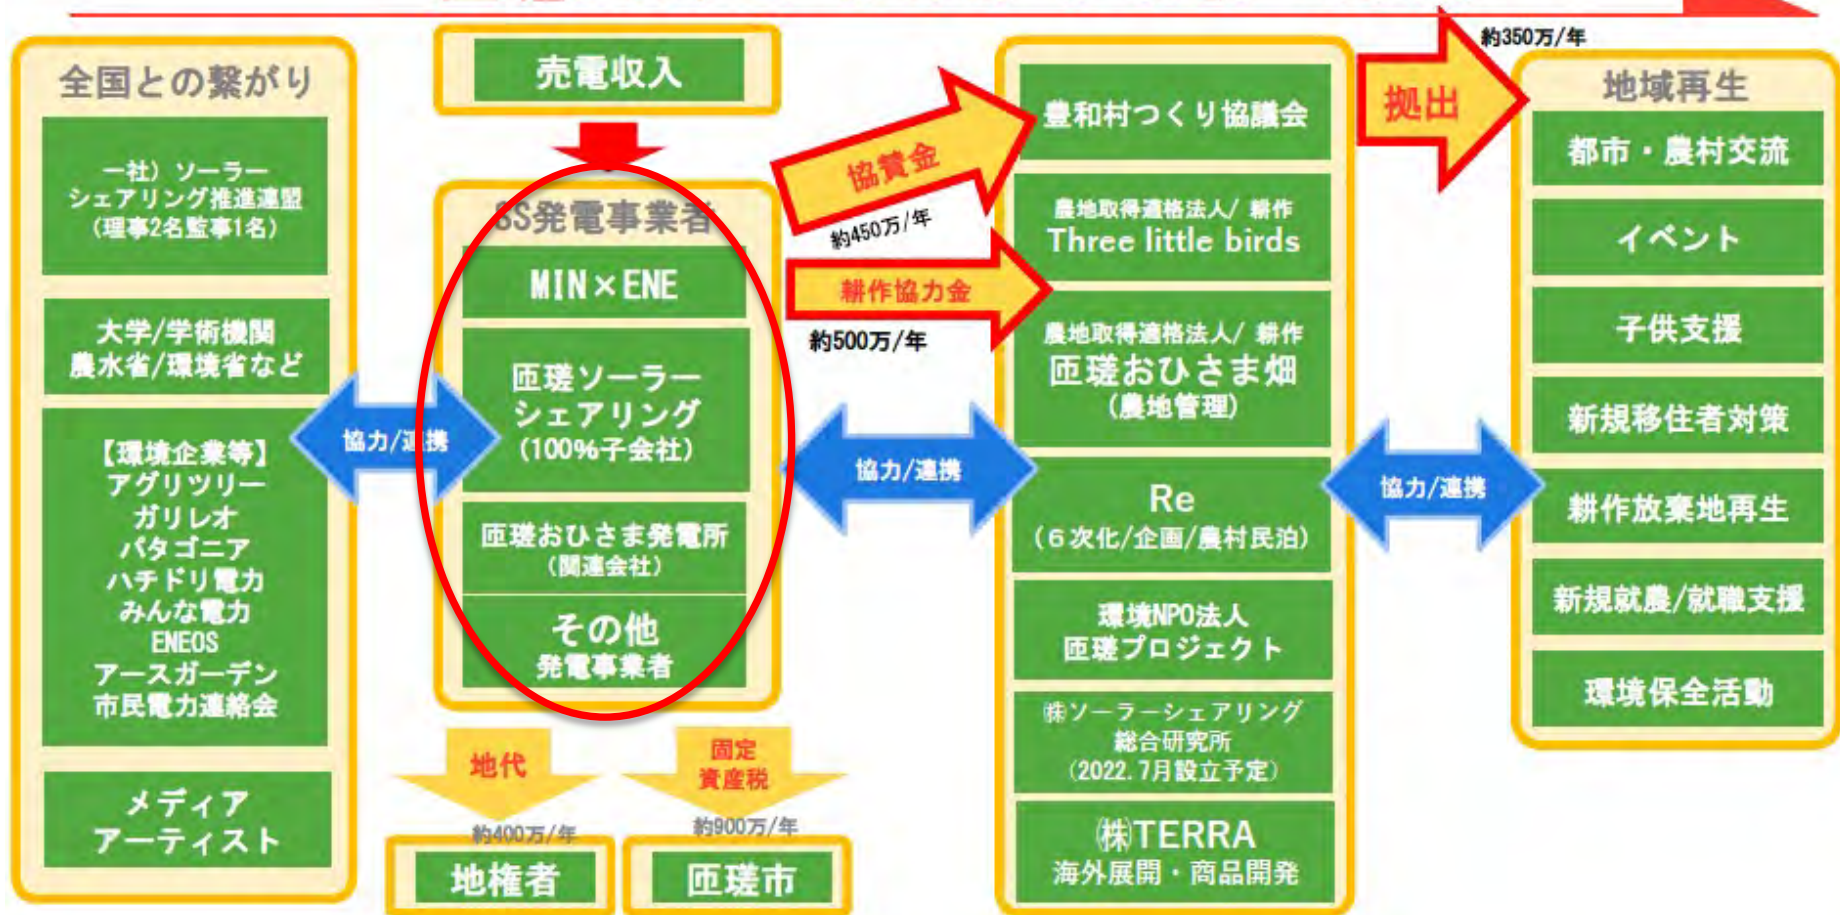 全国との繋がり
一社）ソーラー
シェアリング推進連盟
（理事2名監事1名）
大学/学術機関
農水省/環境省など
【環境企業等】
アグリツリー
ガリレオ
パタゴニア
ハチドリ電力
みんな電力
ENEOS
アースガーデン
市民電力連絡会
メディア
アーティスト
協力/連携
売電収入
SS発電事業者
MIN×ENE
匝瑳ソーラー
シェアリング
（100%子会社）
匝瑳おひさま発電所
（関連会社）
その他
発電事業者
地代
約400万/年
地権者
固定
資産税
約900万/年
匝瑳市
協賛金
約450万/年
耕作協力金
約500万/年
協力/連携
豊和村つくり協議会
農地取得適格法人/ 耕作
Three little birds
農地取得適格法人/ 耕作
匝瑳おひさま畑
（農地管理）
Re
（６次化/企画/農村民泊）
環境NPO法人
匝瑳プロジェクト
㈱ソーラーシェアリング
総合研究所
（2022.7月設立予定）
㈱TERRA
海外展開・商品開発
拠出
約350万/年
協力/連携
地域再生
都市・農村交流
イベント
子供支援
新規移住者対策
耕作放棄地再生
新規就農/就職支援
環境保全活動